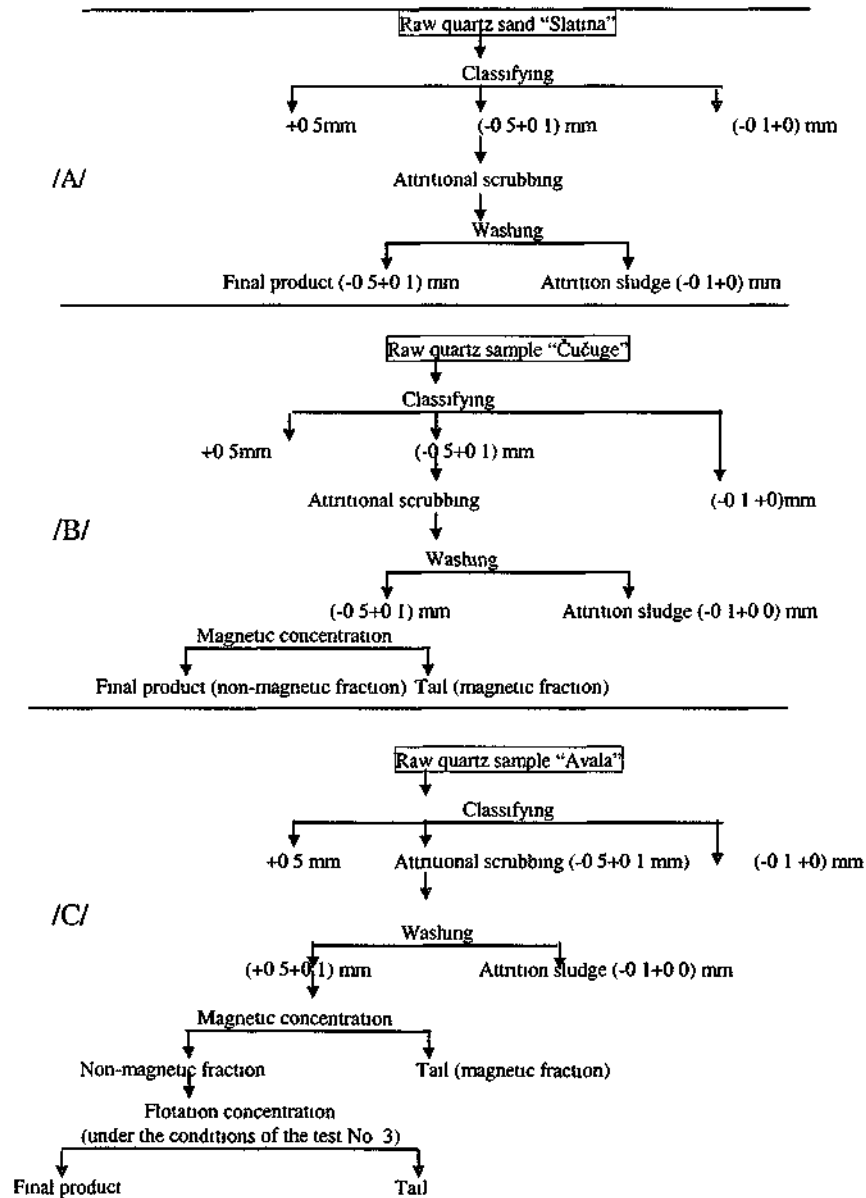 Raw quartz sand “Slatina”
Classifying
+0 5mm (-0 5+0 1) mm (-0 1+0) mm
/A/
Attritional scrubbing
Washing
Final product (-0 5+0 1) mm Attrition sludge (-0 1+0) mm
Raw quartz sample “Čučuge”
Classifying
+0 5mm (-0 5+0 1) mm
Attritional scrubbing (-0 1 +0)mm
/B/
Washing
(-0 5+0 1) mm Attrition sludge (-0 1+0 0) mm
Magnetic concentration
Final product (non-magnetic fraction) Tail (magnetic fraction)
Raw quartz sample “Avala”
Classifying
+0 5 mm Attritional scrubbing (-0 5+0 1 mm) (-0 1 +0) mm
/C/
Washing
(+0 5+0 1) mm Attrition sludge (-0 1+0 0) mm
Magnetic concentration
Non-magnetic fraction Tail (magnetic fraction)
Flotation concentration
(under the conditions of the test No 3)
Final product Tail